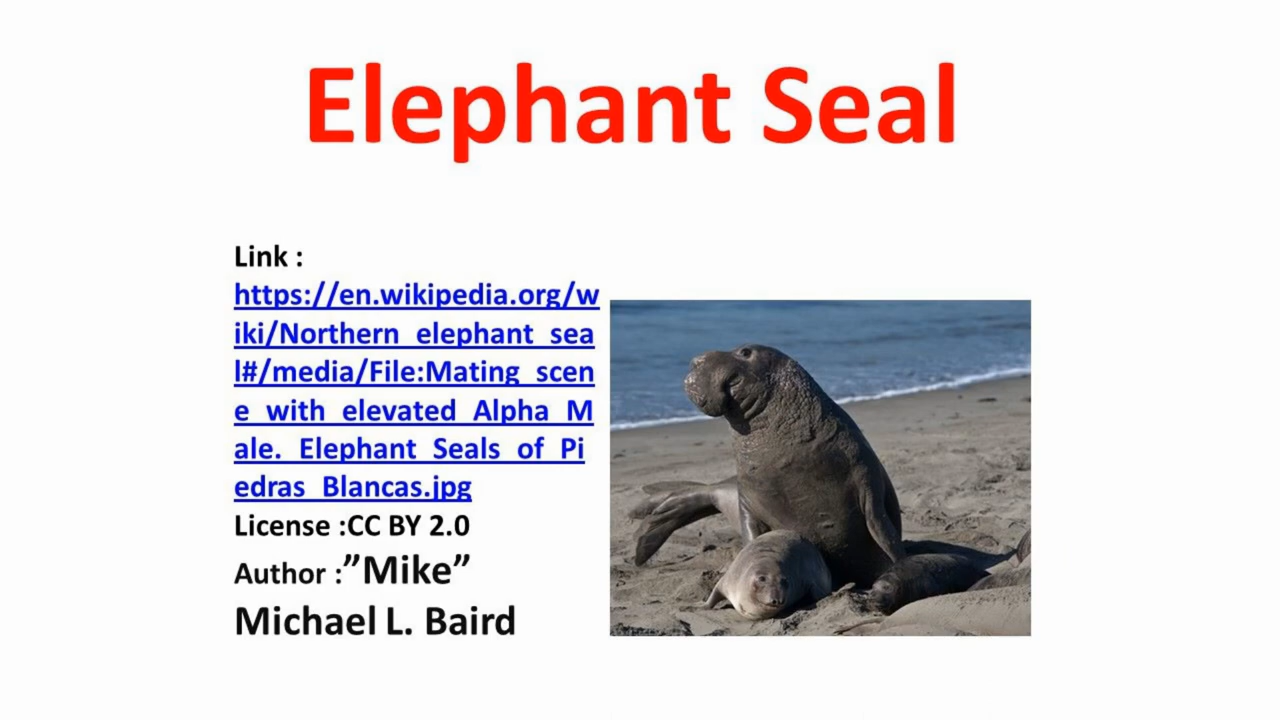 Elephant Seal
Link :
https://en.wikipedia.org/w
iki/Northern_elephant_sea
l#/media/File:Mating_scen
e_with_elevated_Alpha_M
ale._Elephant_Seals_of_Pi
edras_Blancas.jpg
License :CC BY 2.0
Author :”Mike”
Michael L. Baird